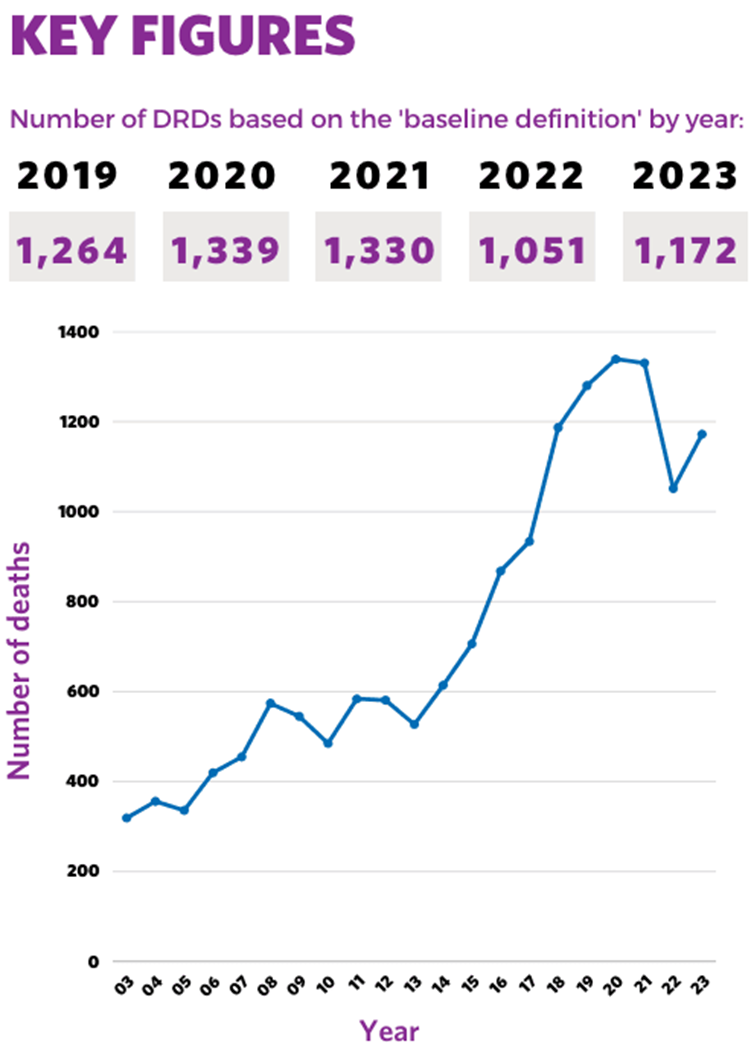 KEY FIGURES
Number of DRDs based on the 'baseline definition' by year:
2019 2020 2021 2022 2023
1,264 1,339 1,330 1,051 1,172
1400
1200
1000
800
600
400
200
0
Number of deaths
03 04 05 06 07 08 09 10 11 12 13 14 15 16 17 18 19 20 21 22 23
Year